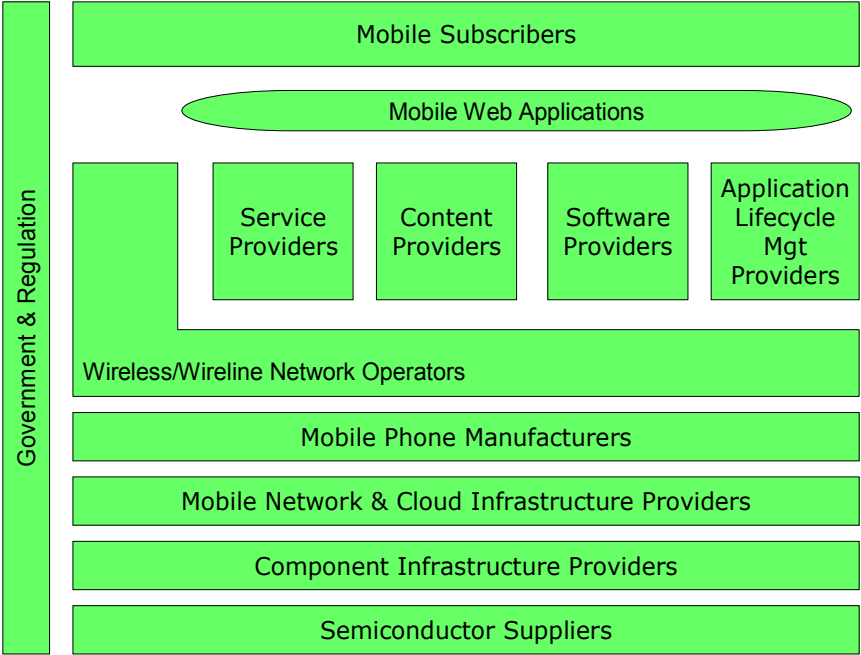 Government & Regulation
Mobile Subscribers
Mobile Web Applications
Service
Providers
Content
Providers
Software
Providers
Application
Lifecycle
Mgt
Providers
Wireless/Wireline Network Operators
Mobile Phone Manufacturers
Mobile Network & Cloud Infrastructure Providers
Component Infrastructure Providers
Semiconductor Suppliers